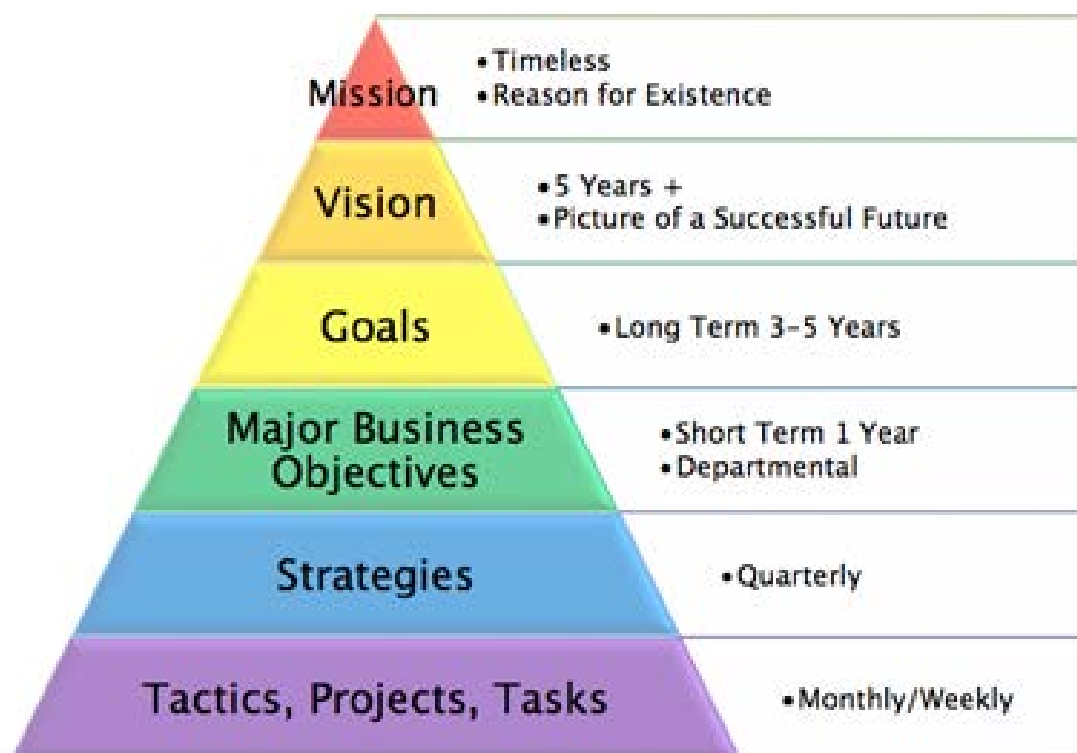 Mission
•Timeless
•Reason for Existence
Vision
•5 Years +
•Picture of a Successful Future
Goals
•Long Term 3-5 Years
Major Business
Objectives
•Short Term 1 Year
•Departmental
Strategies
•Quarterly
Tactics, Projects, Tasks
•Monthly/Weekly